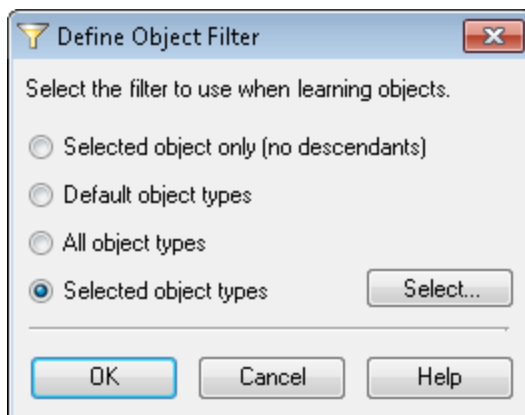 Define Object Filter
Select the filter to use when learning objects.
Selected object only (no descendants)
Default object types
All object types
Selected object types
Select...
OK
Cancel
Help